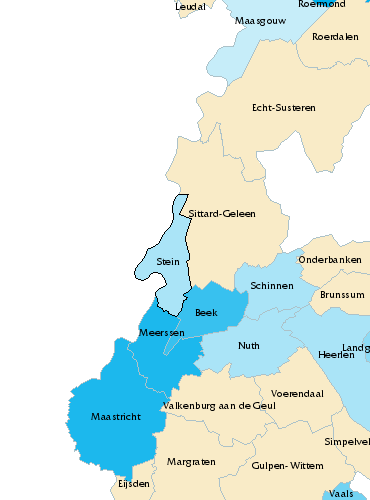 Leudal
Roermond
Maasgouw
Roerdalen
Echt-Susteren
Sittard-Geleen
Stein
Onderbanken
Schinnen
Brunssum
Beek
Meerssen
Nuth
Landg
Heerlen
Voerendaal
Valkenburg aan de Geul
Maastricht
Simpelvel
Margraten
Gulpen-Wittem
Eijsden
Vaals